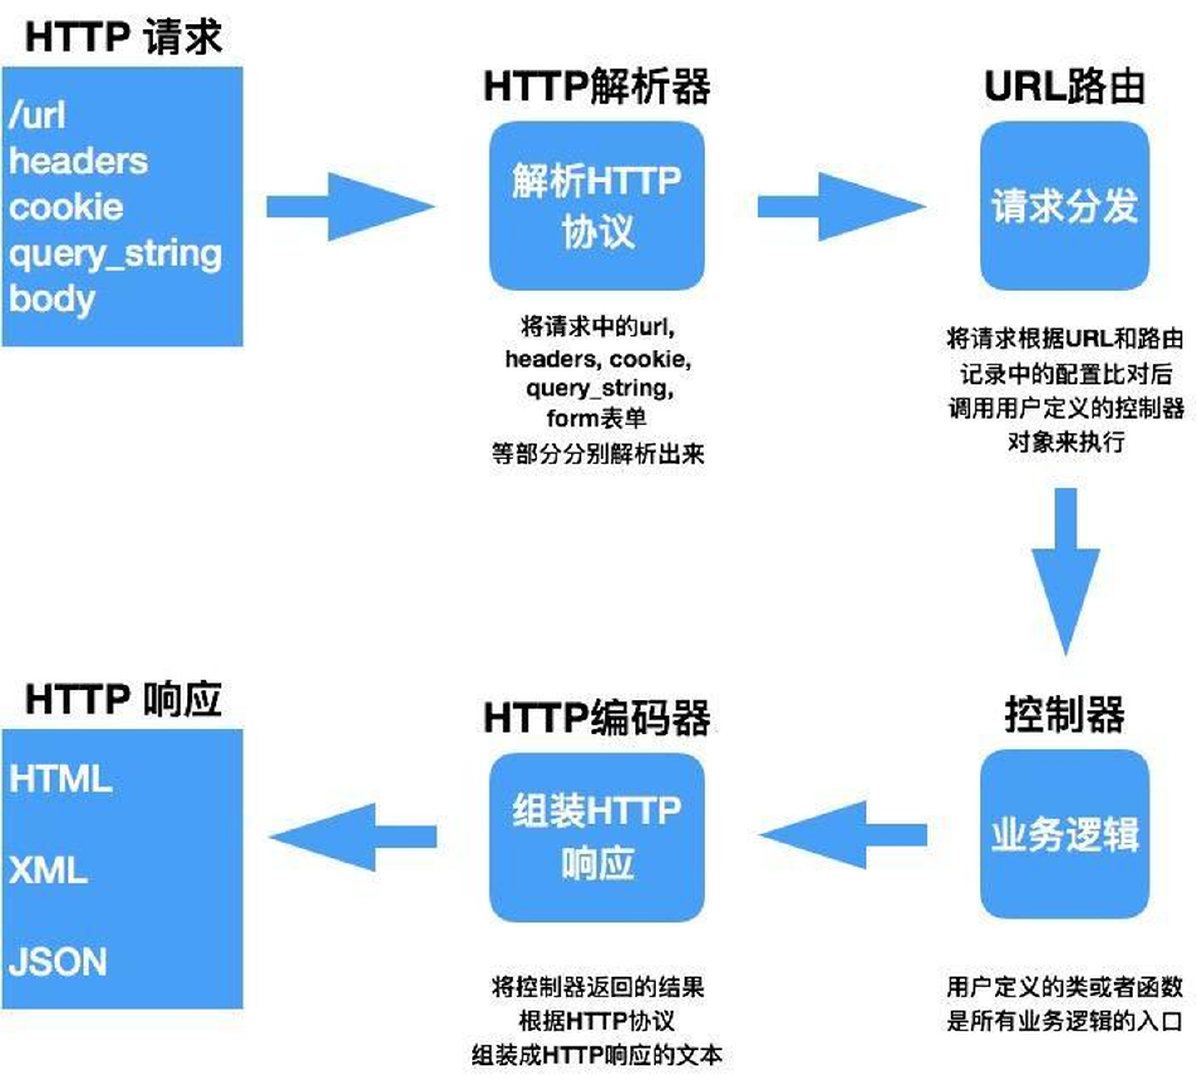 HTTP 请求
/url
headers
cookie
query_string
body
HTTP解析器
解析HTTP
协议
将请求中的url,
headers, cookie,
query_string,
form表单
等部分分别解析出来
URL路由
请求分发
将请求根据URL和路由
记录中的配置比对后
调用用户定义的控制器
对象来执行
控制器
业务逻辑
用户定义的类或者函数
是所有业务逻辑的入口
HTTP编码器
组装HTTP
响应
将控制器返回的结果
根据HTTP协议
组装成HTTP响应的文本
HTTP 响应
HTML
XML
JSON